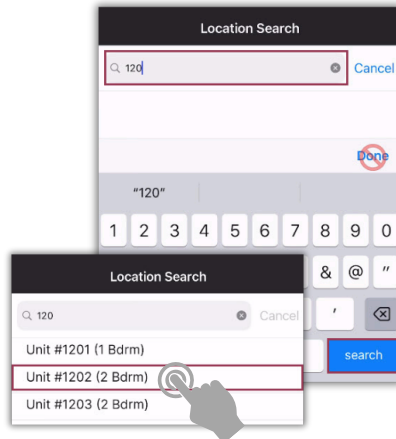 Location Search
120
Cancel
Done
"120"
1 2 3 4 5 6 7 8 9 0
& @ "
'
search
Location Search
120
Cancel
Unit #1201 (1 Bdrm)
Unit #1202 (2 Bdrm)
Unit #1203 (2 Bdrm)